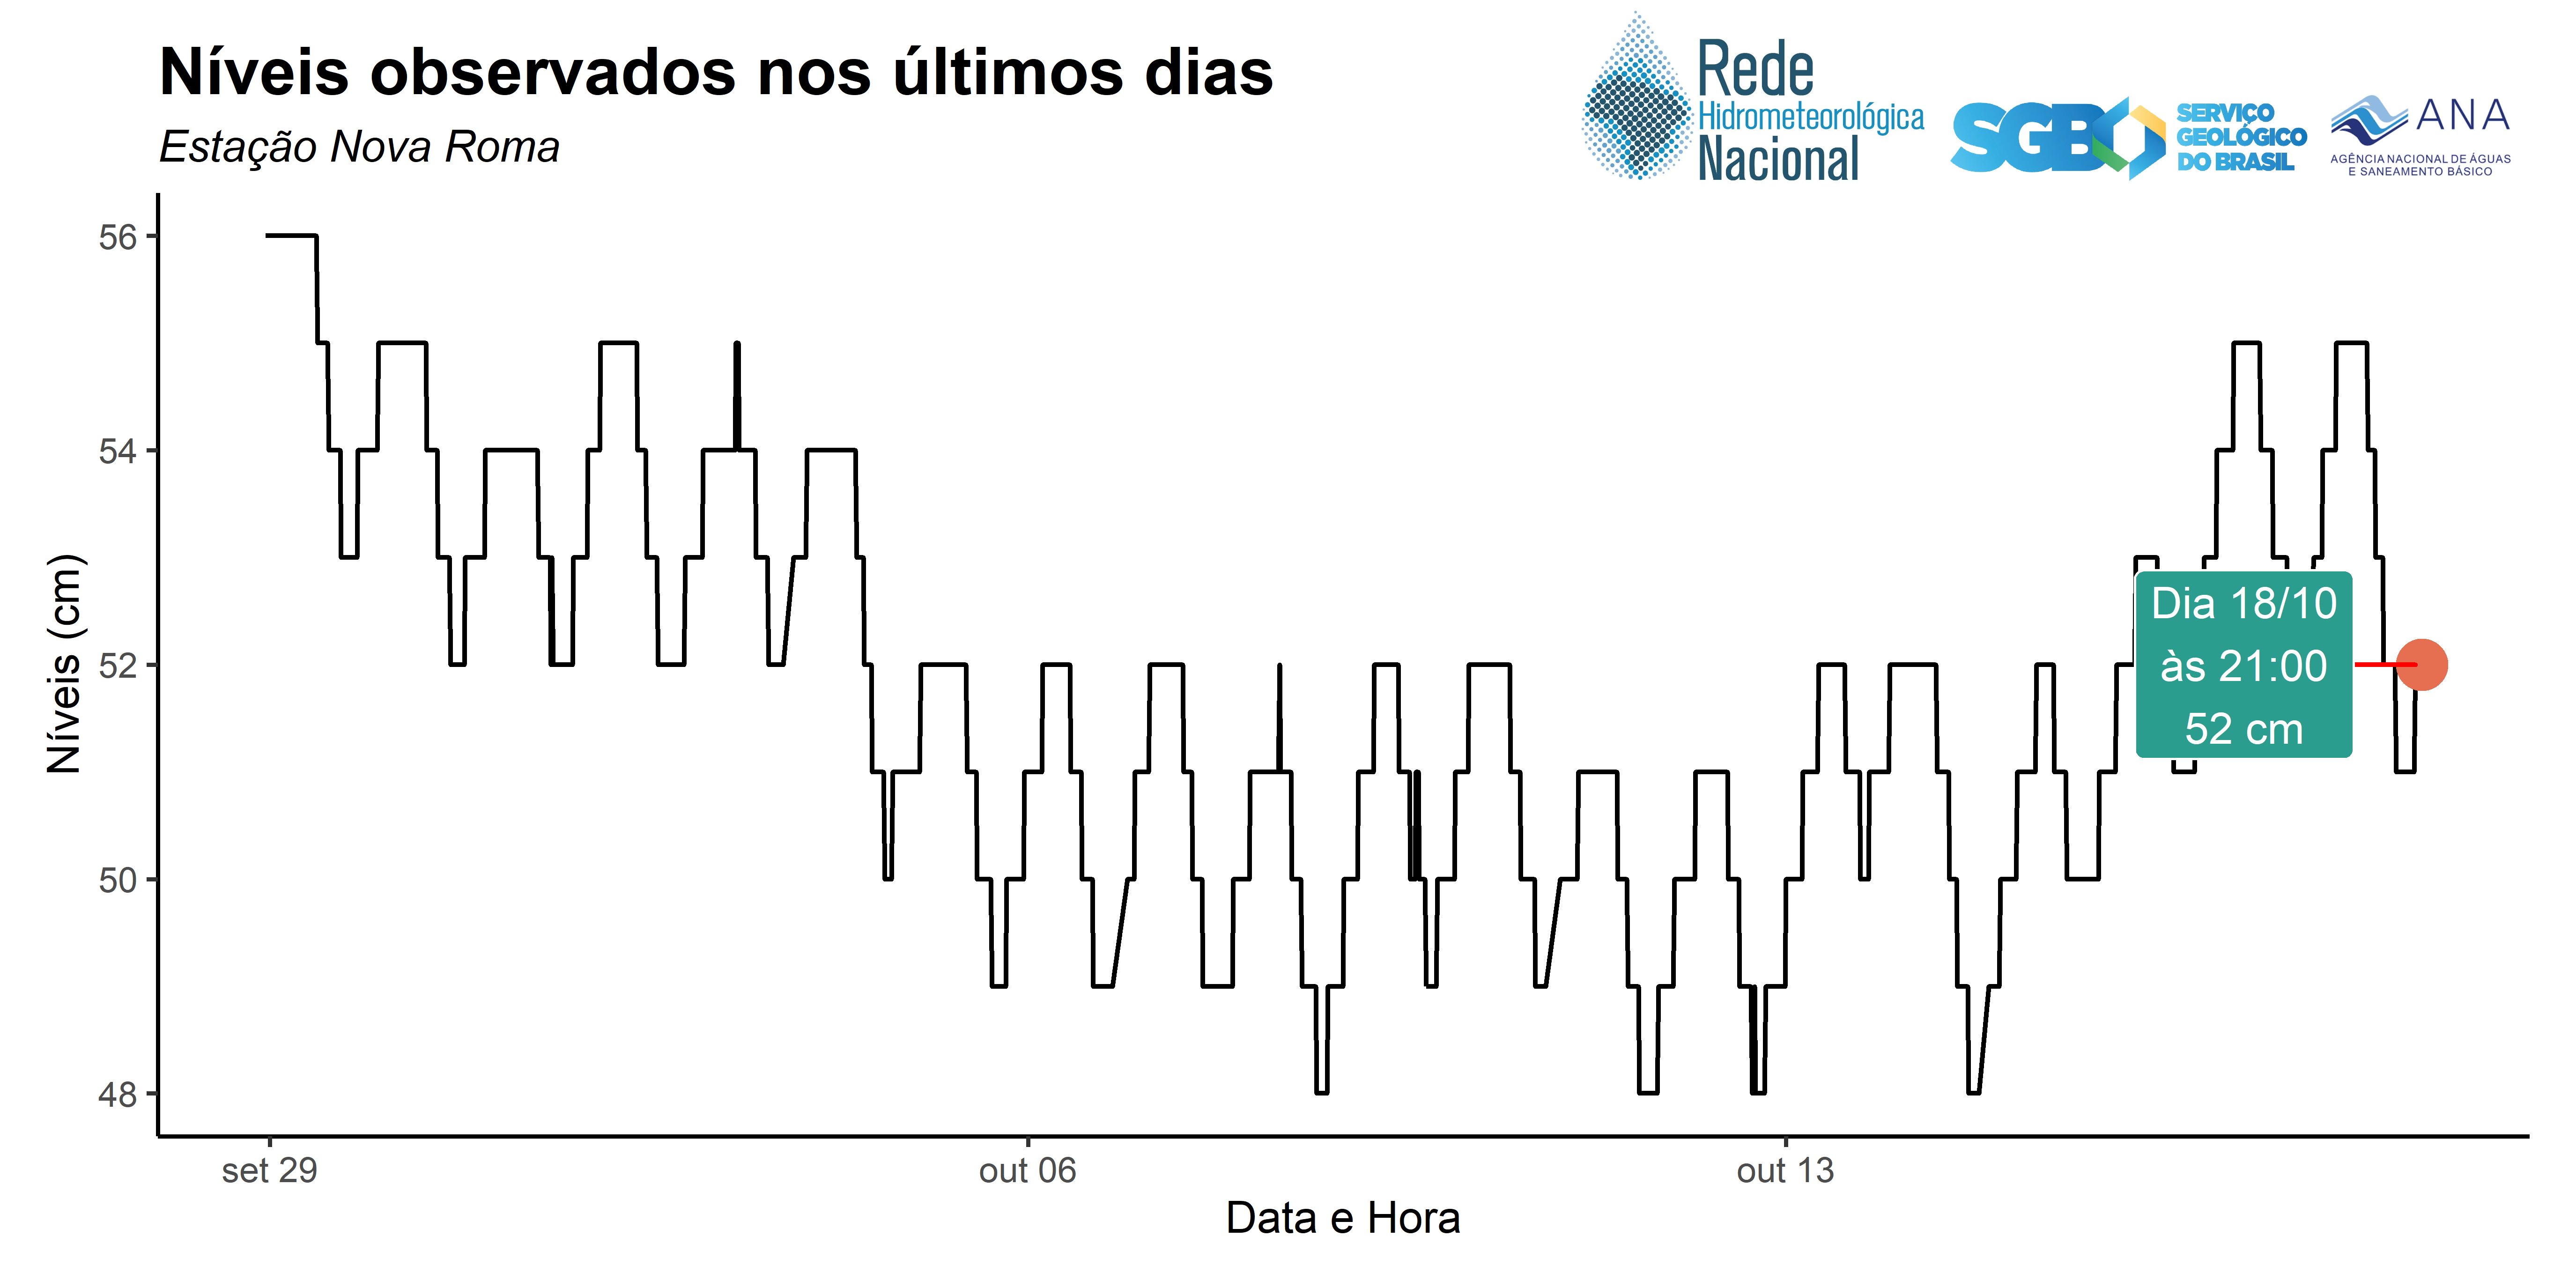 Níveis observados nos últimos dias
Estação Nova Roma
Rede
Hidrometeorológica
Nacional
SGB
SERVIÇO
GEOLÓGICO
DO BRASIL
ANA
AGÊNCIA NACIONAL DE ÁGUAS
E SANEAMENTO BÁSICO
Níveis (cm)
56
54
52
50
48
Dia 18/10
às 21:00
52 cm
set 29
out 06
out 13
Data e Hora